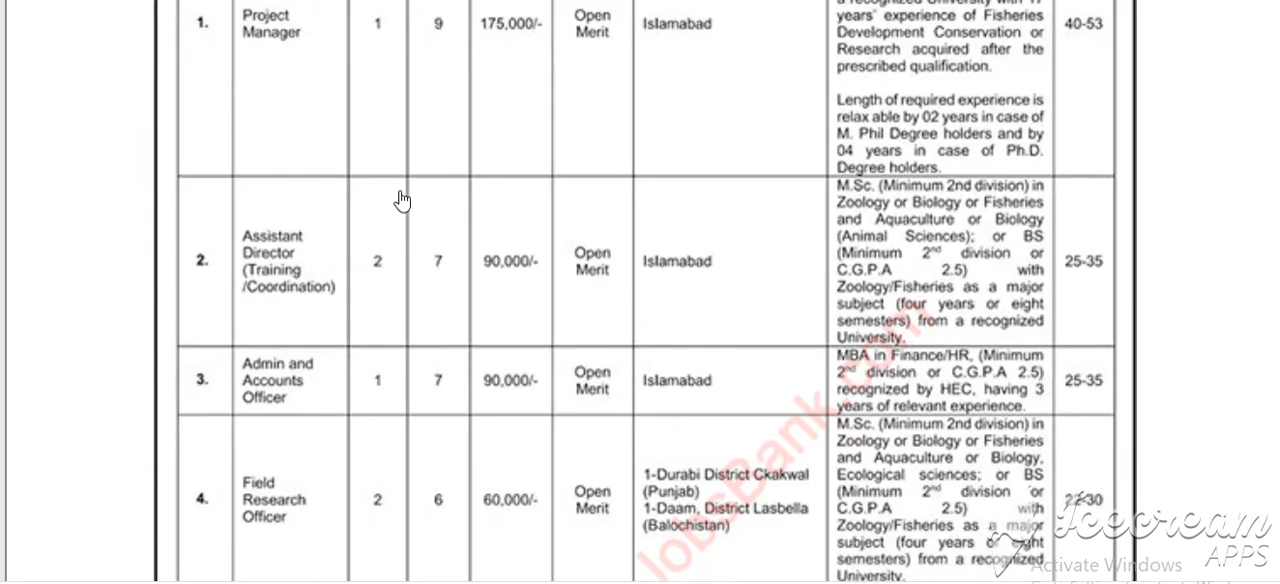 1.
Project
Manager
1
9
175,000/-
Open
Merit
Islamabad
a recognized University with 17
years' experience of Fisheries
Development Conservation or
Research acquired after the
prescribed qualification.
Length of required experience is
relax able by 02 years in case of
M. Phil Degree holders and by
04 years in case of Ph.D.
Degree holders.
40-53
2.
Assistant
Director
(Training
/Coordination)
2
7
90,000/-
Open
Merit
Islamabad
M.Sc. (Minimum 2nd division) in
Zoology or Biology or Fisheries
and Aquaculture or Biology
(Animal Sciences); or BS
(Minimum 2nd division or
C.G.P.A 2.5) with
Zoology/Fisheries as a major
subject (four years or eight
semesters) from a recognized
University.
25-35
3.
Admin and
Accounts
Officer
1
7
90,000/-
Open
Merit
Islamabad
MBA in Finance/HR, (Minimum
2nd division or C.G.P.A 2.5)
recognized by HEC, having 3
years of relevant experience.
25-35
4.
Field
Research
Officer
2
6
60,000/-
Open
Merit
1-Durabi District Ckakwal
(Punjab)
1-Daam, District Lasbella
(Balochistan)
M.Sc. (Minimum 2nd division) in
Zoology or Biology or Fisheries
and Aquaculture or Biology,
Ecological sciences; or BS
(Minimum 2nd division or
C.G.P.A 2.5) with
Zoology/Fisheries as a major
subject (four years or eight
semesters) from a recognized
University.
22-30
JobsBank.com
Icecream
APPS
Activate Windows